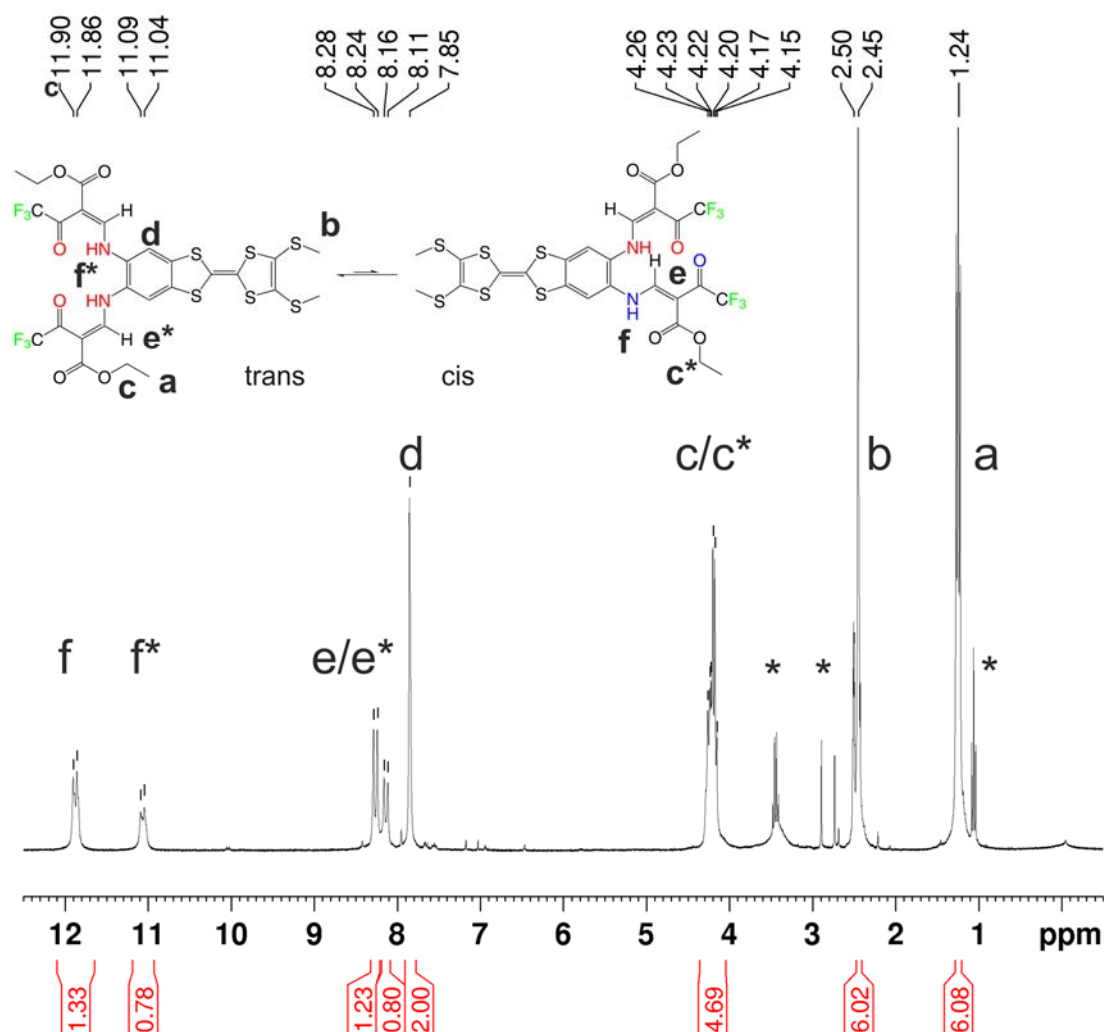 11.90 11.86 11.09 11.04 8.28 8.24 8.16 8.11 7.85 4.26 4.23 4.22 4.20 4.17 4.15 2.50 2.45 1.24
c
O O
O O
F3C H
CF3
O HN d S S S b
H
O HN O
f* S S S S S S e
HN
O S S S N CF3
F3C H e* H
f O O
O O c a trans cis c*
d c/c* b a
f f* e/e* * * *
12 11 10 9 8 7 6 5 4 3 2 1 ppm
1.33 0.78 1.23 0.80 2.00 4.69 6.02 6.08